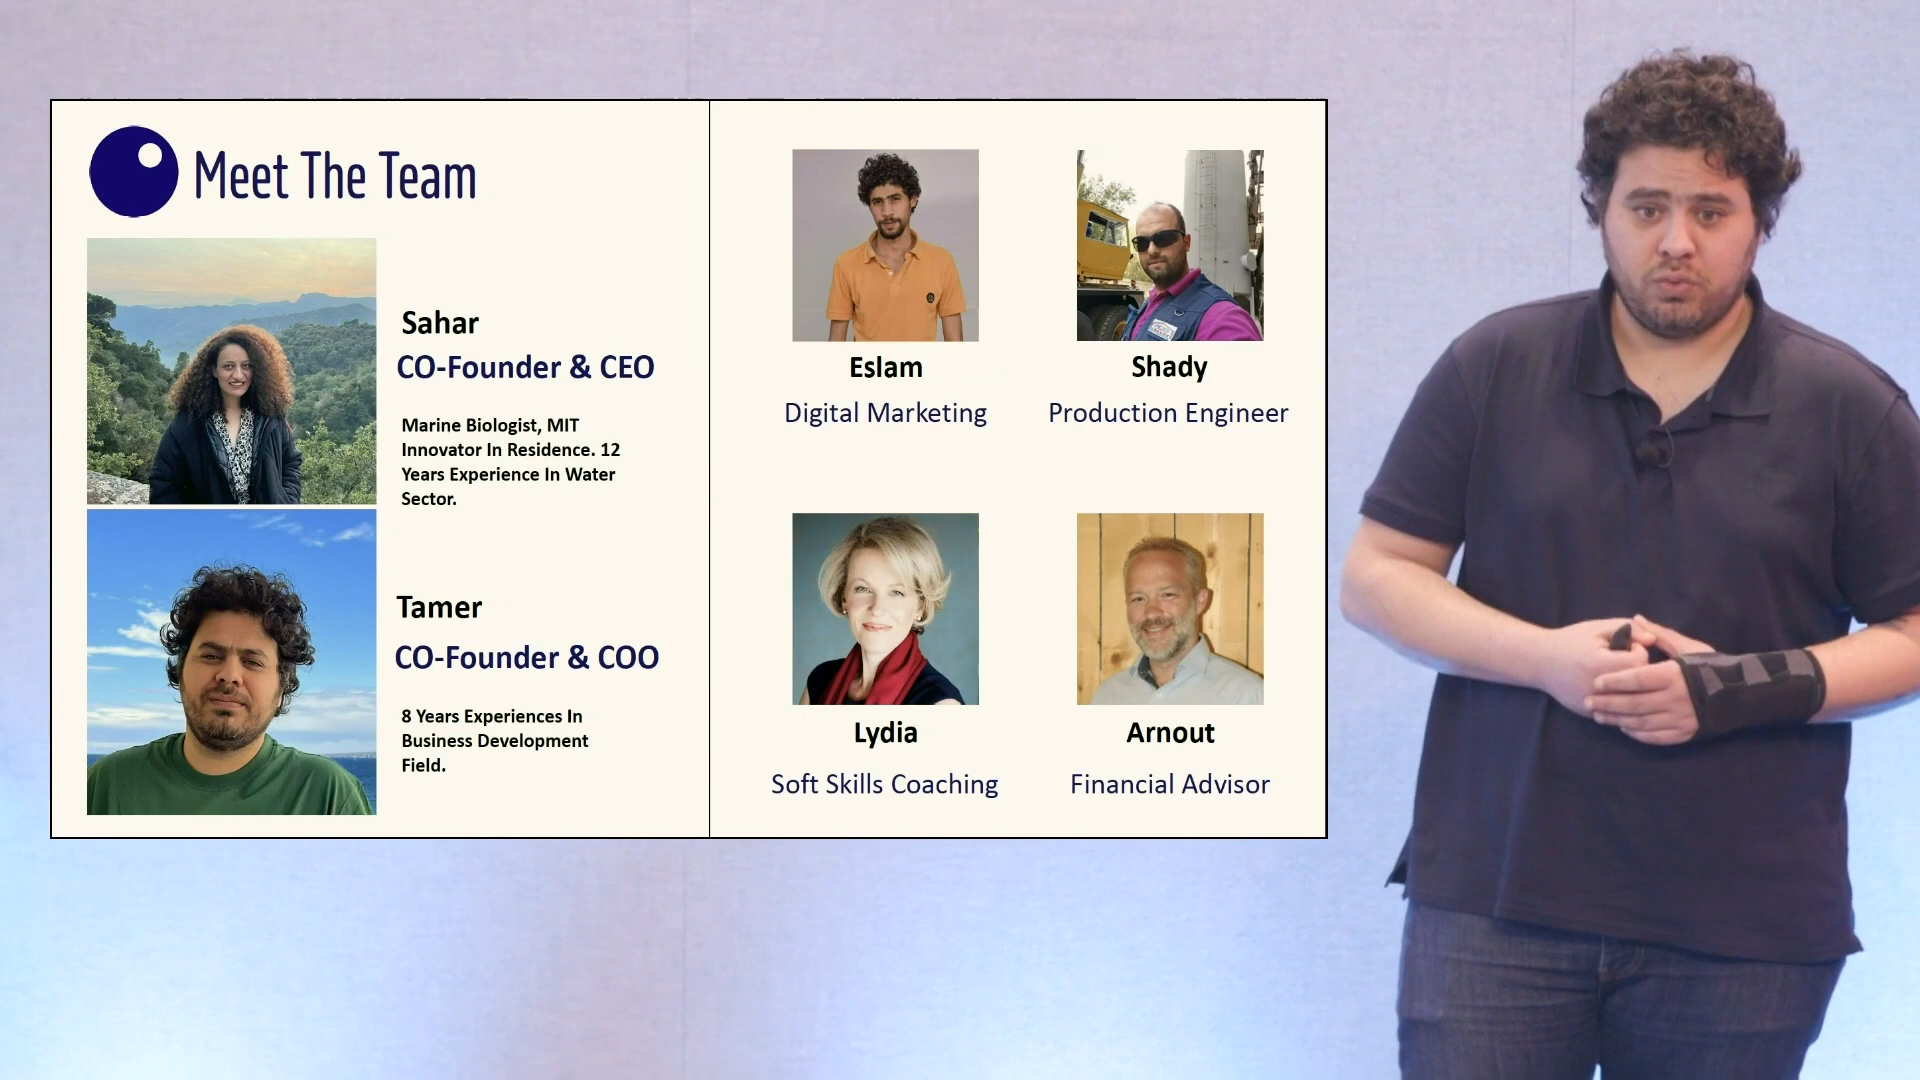 Meet The Team
Sahar
CO-Founder & CEO
Marine Biologist, MIT
Innovator In Residence. 12
Years Experience In Water
Sector.
Tamer
CO-Founder & COO
8 Years Experiences In
Business Development
Field.
Eslam
Digital Marketing
Shady
Production Engineer
Lydia
Soft Skills Coaching
Arnout
Financial Advisor